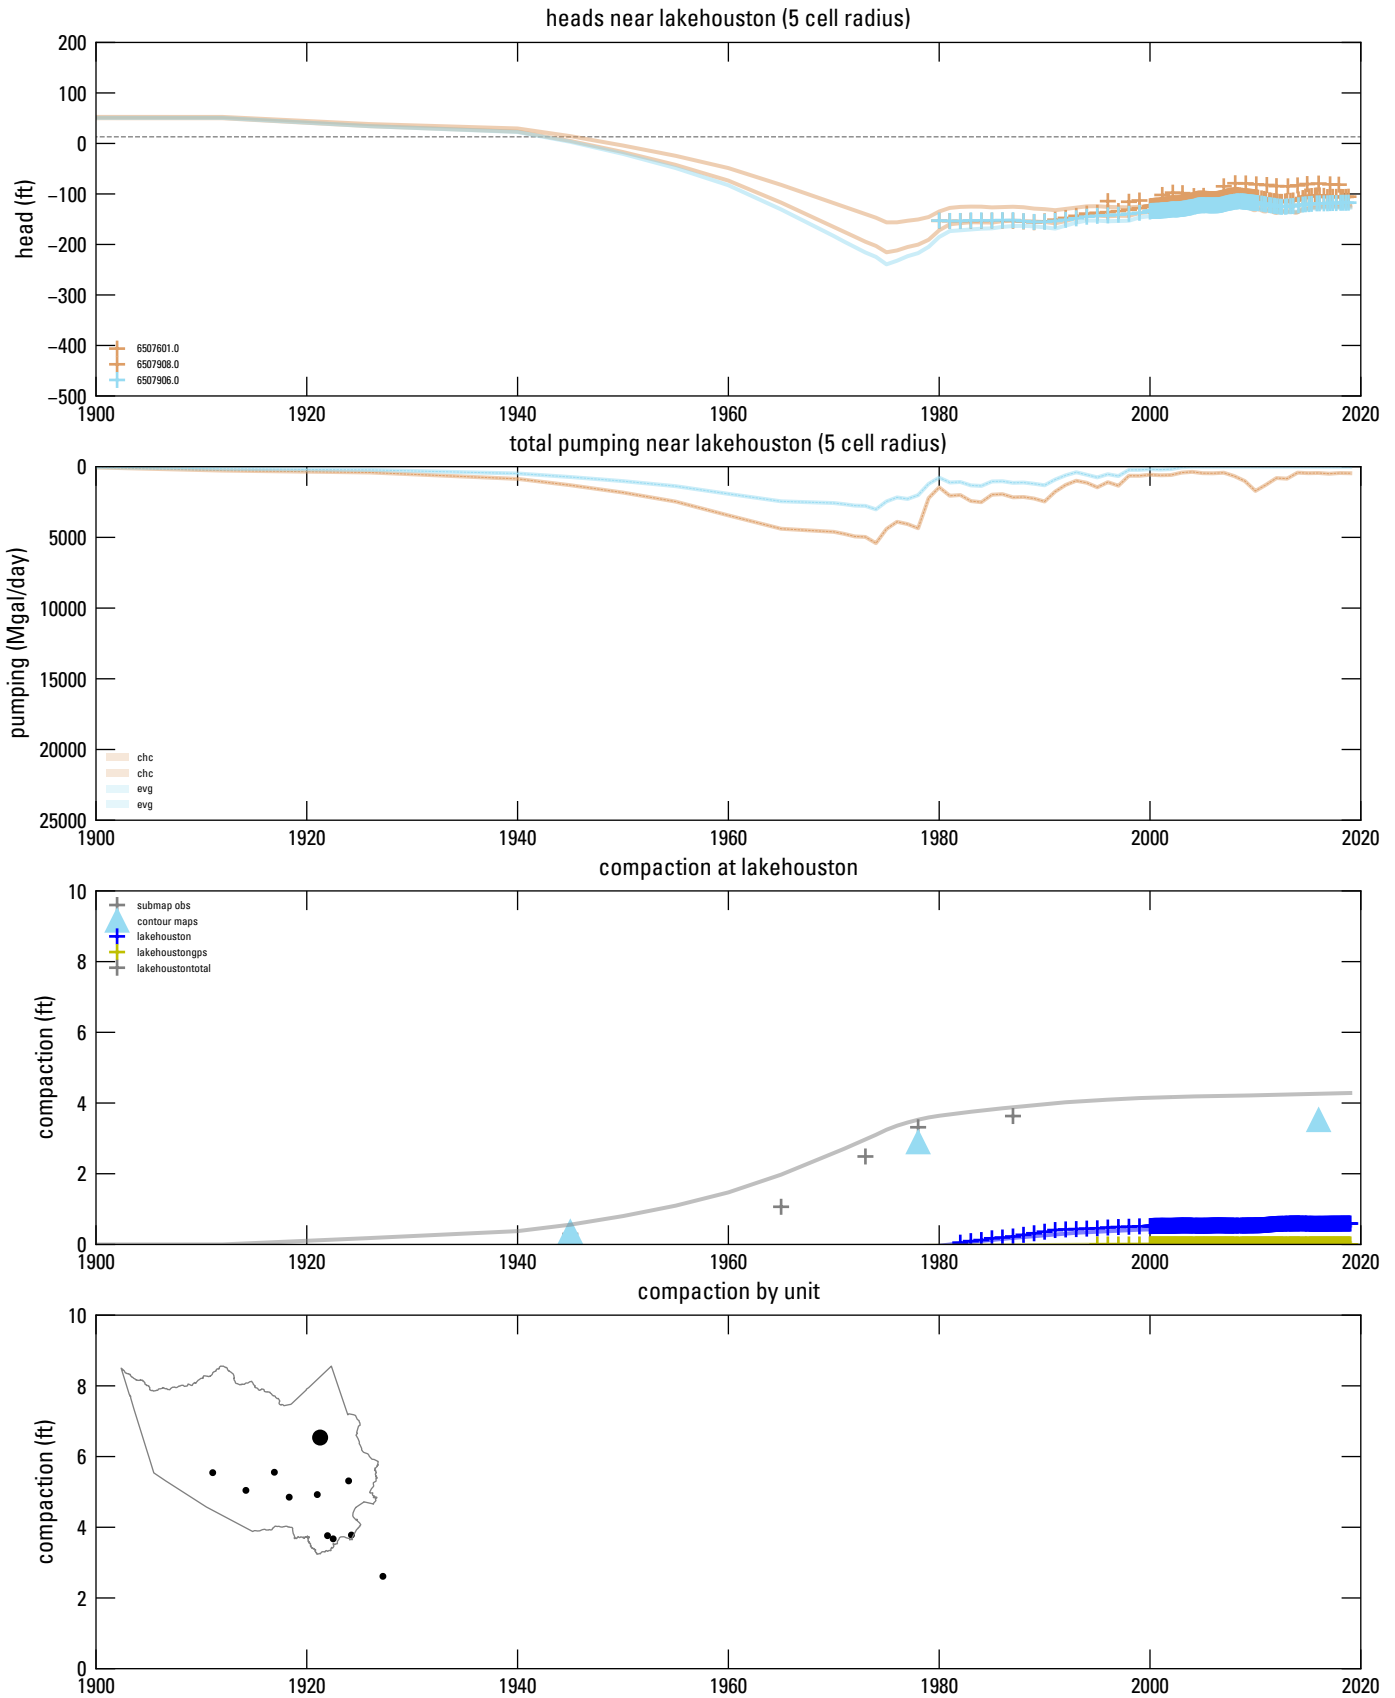 heads near lakehouston (5 cell radius)
200
100
0
−100
−200
−300
−400
−500
head (ft)
6507601.0
6507908.0
6507906.0
1900 1920 1940 1960 1980 2000 2020
total pumping near lakehouston (5 cell radius)
0
5000
10000
15000
20000
25000
pumping (Mgal/day)
chc
chc
evg
evg
1900 1920 1940 1960 1980 2000 2020
compaction at lakehouston
10
8
6
4
2
0
compaction (ft)
submap obs
contour maps
lakehouston
lakehoustongps
lakehoustontotal
1900 1920 1940 1960 1980 2000 2020
compaction by unit
10
8
6
4
2
0
compaction (ft)
1900 1920 1940 1960 1980 2000 2020